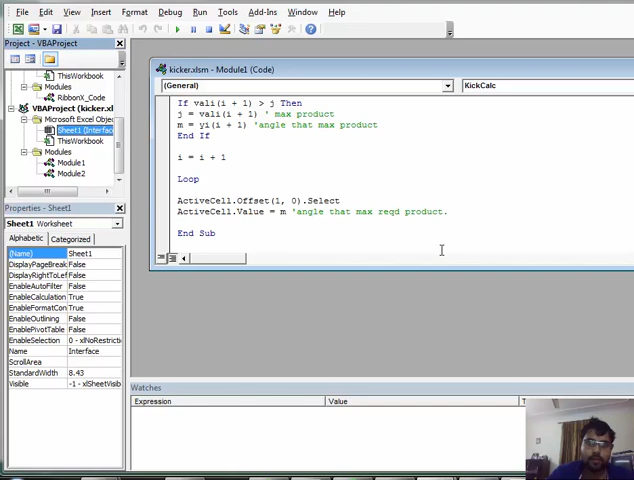 File Edit View Insert Format Debug Run Tools Add-Ins Window Help
Project - VBAProject
ThisWorkbook
Modules
RibbonX_Code
VBAProject (kicker.xl
Microsoft Excel Objec
Sheet1 (Interfac
ThisWorkbook
Modules
Module1
Module2
Properties - Sheet1
Sheet1 Worksheet
Alphabetic Categorized
(Name) Sheet1
DisplayPageBreak False
DisplayRightToLef False
EnableAutoFilter False
EnableCalculation True
EnableFormatCon True
EnableOutlining False
EnablePivotTable False
EnableSelection 0 - xlNoRestrictio
Name Interface
ScrollArea
StandardWidth 8.43
Visible -1 - xlSheetVisib
kicker.xlsm - Module1 (Code)
(General) KickCalc
If vali(i + 1) > j Then
j = vali(i + 1) ' max product
m = yi(i + 1) 'angle that max product
End If
i = i + 1
Loop
ActiveCell.Offset(1, 0).Select
ActiveCell.Value = m 'angle that max reqd product.
End Sub
Watches
Expression Value T